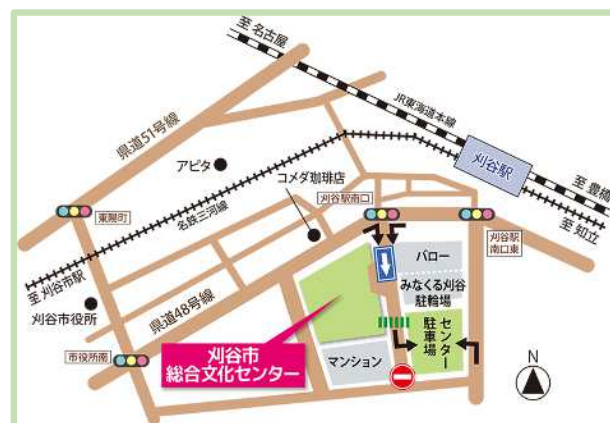 至 名古屋
JR東海道本線
県道51号線
刈谷駅
アピタ
至 豊橋
コメダ珈琲店
刈谷駅南口
名鉄三河線
東陽町
至 知立
刈谷駅
南口東
バロー
至 刈谷市駅
みなくる刈谷
駐輪場
刈谷市役所
県道48号線
センター
駐車場
刈谷市
総合文化センター
マンション
市役所南
N